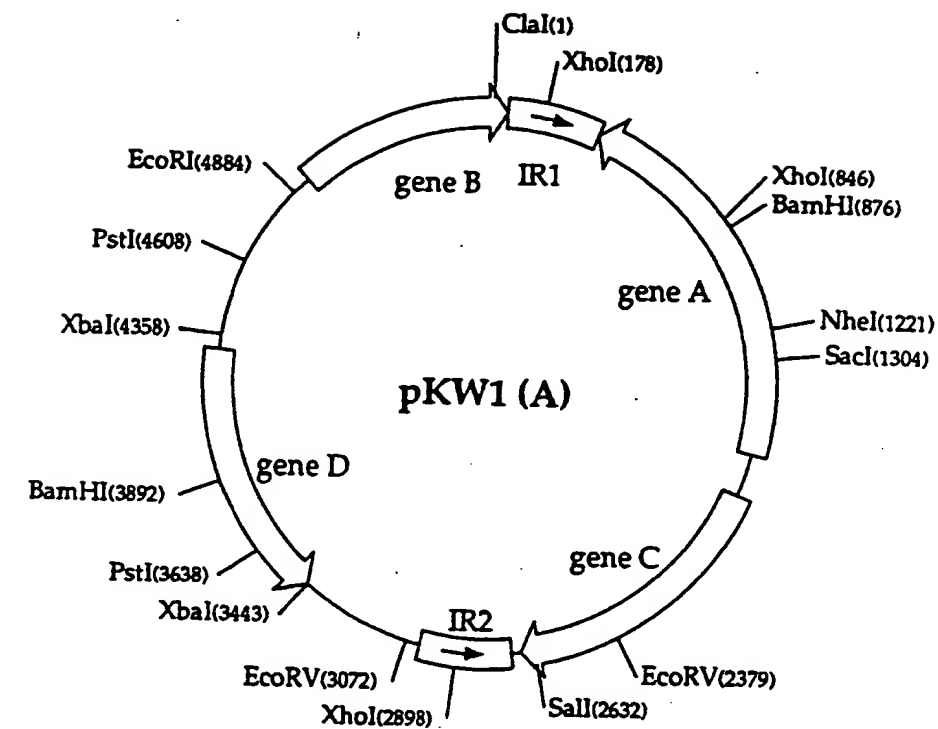 ClaI(1)
XhoI(178)
EcoRI(4884)
gene B
IR1
XhoI(846)
BamHI(876)
PstI(4608)
gene A
XbaI(4358)
NheI(1221)
SacI(1304)
pKW1 (A)
gene D
BamHI(3892)
gene C
PstI(3638)
XbaI(3443)
IR2
EcoRV(3072)
EcoRV(2379)
XhoI(2898)
SalI(2632)